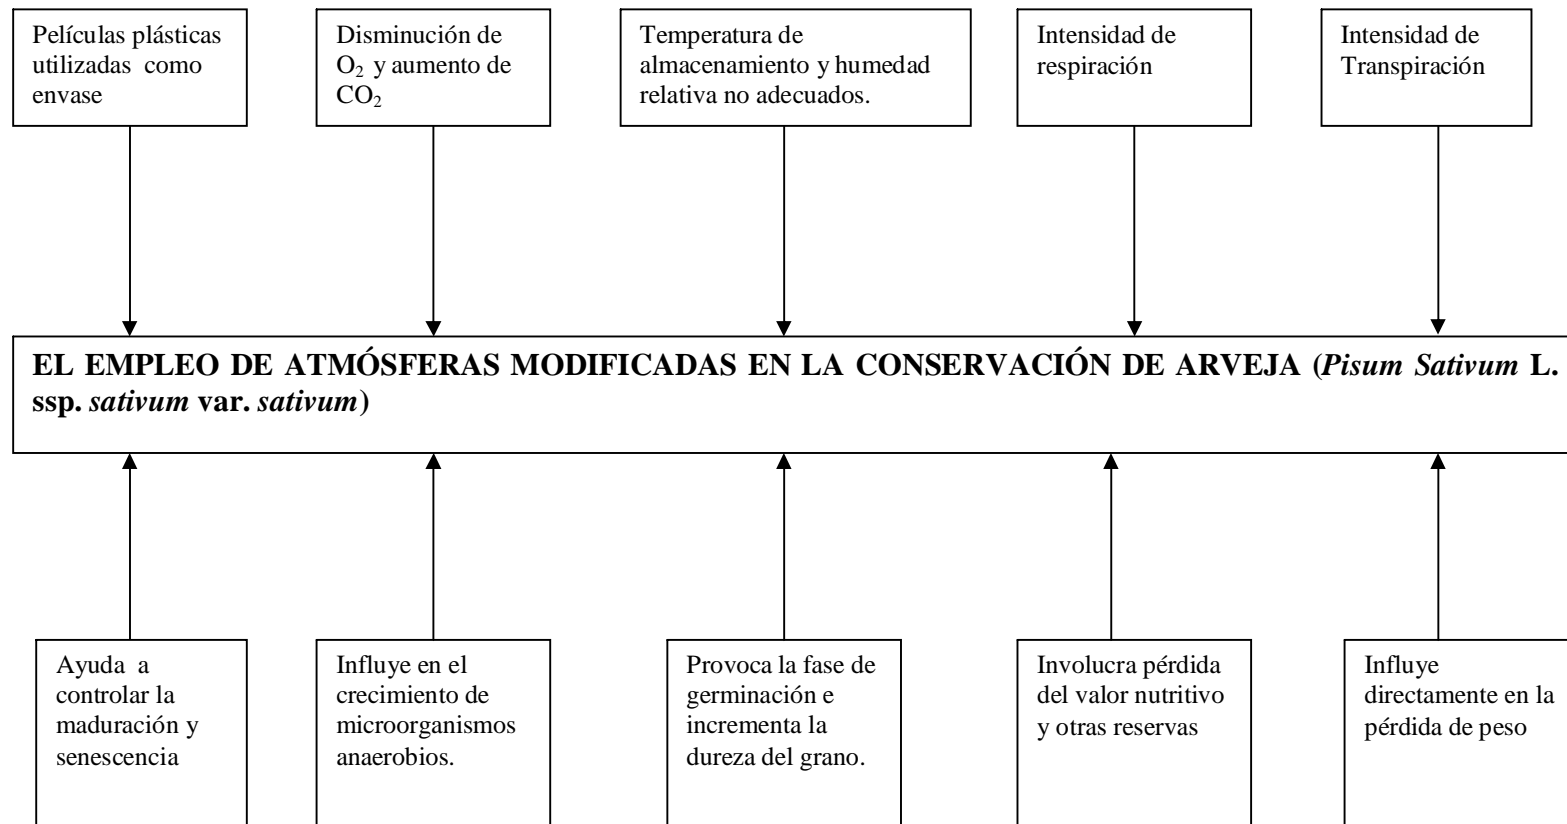 Películas plásticas
utilizadas como
envase
Disminución de
O₂ y aumento de
CO₂
Temperatura de
almacenamiento y humedad
relativa no adecuados.
Intensidad de
respiración
Intensidad de
Transpiración
EL EMPLEO DE ATMÓSFERAS MODIFICADAS EN LA CONSERVACIÓN DE ARVEJA (Pisum Sativum L.
ssp. sativum var. sativum)
Ayuda a
controlar la
maduración y
senescencia
Influye en el
crecimiento de
microorganismos
anaerobios.
Provoca la fase de
germinación e
incrementa la
dureza del grano.
Involucra pérdida
del valor nutritivo
y otras reservas
Influye
directamente en la
pérdida de peso